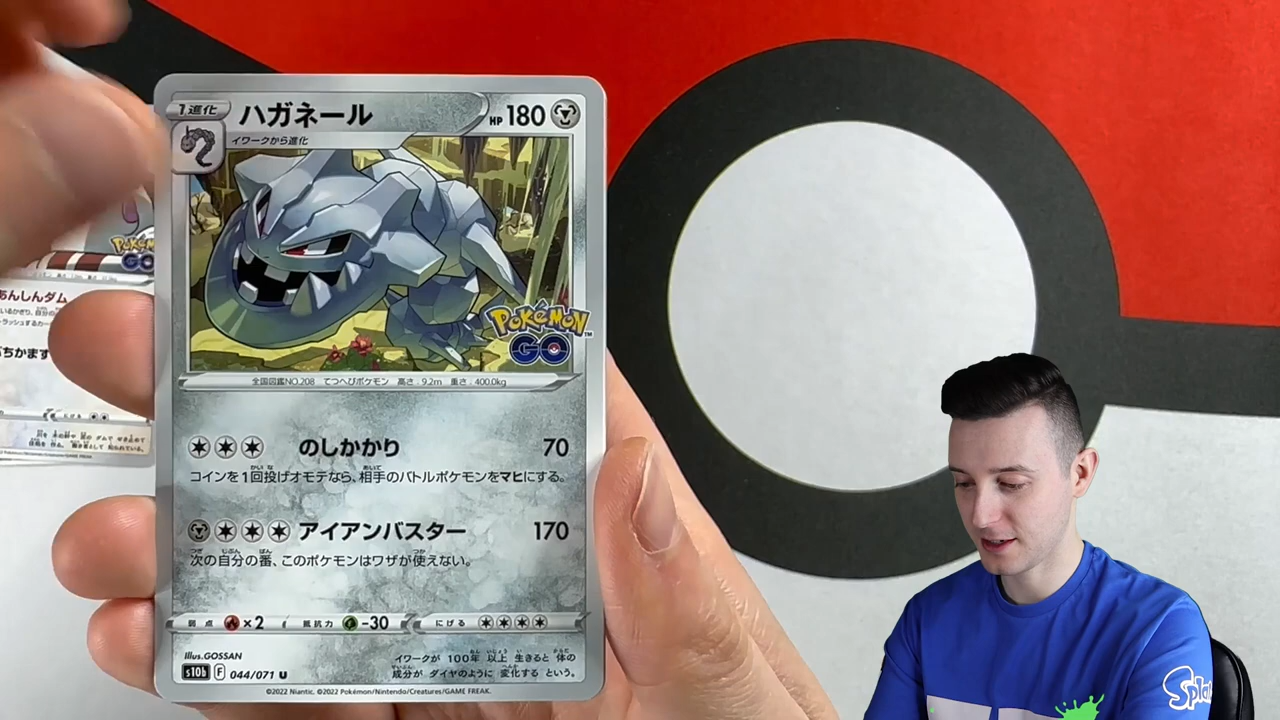 1進化
ハガネール
HP 180
イワークから進化
POKÉMON
GO
全国図鑑NO.208 てつへびポケモン 高さ:9.2m 重さ:400.0kg
のしかかり 70
コインを1回投げオモテなら、相手のバトルポケモンをマヒにする。
アイアンバスター 170
次の自分の番、このポケモンはワザが使えない。
弱点 ×2 抵抗力 -30 にげる
Illus.GOSSAN
s10b F 044/071 U
イワークが 100年 以上 生きると 体の
成分が ダイヤのように 変化する という。
©2022 Niantic. ©2022 Pokémon/Nintendo/Creatures/GAME FREAK.
GO
あんしんダム
ぶちかます